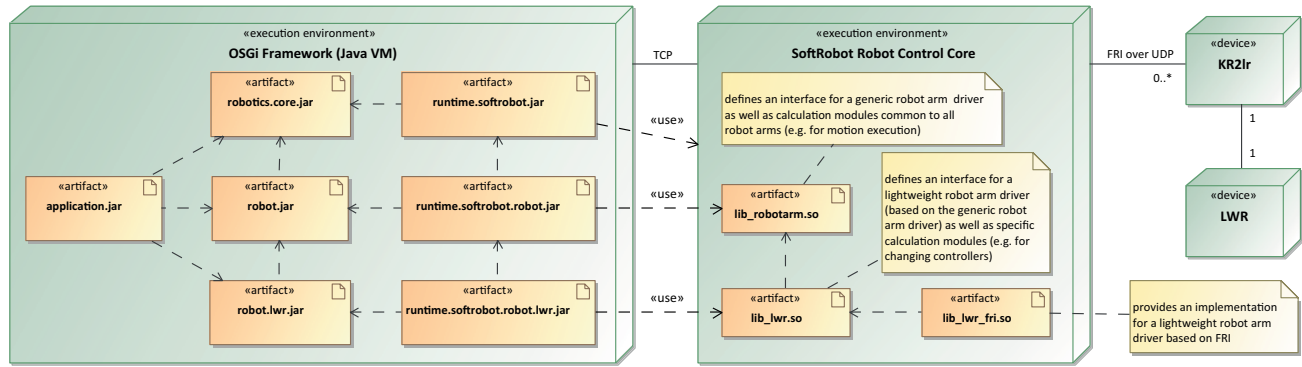 «execution environment»
OSGi Framework (Java VM)
«artifact»
robotics.core.jar
«artifact»
runtime.softrobot.jar
«artifact»
application.jar
«artifact»
robot.jar
«artifact»
runtime.softrobot.robot.jar
«artifact»
robot.lwr.jar
«artifact»
runtime.softrobot.robot.lwr.jar
TCP
«use»
«use»
«use»
«execution environment»
SoftRobot Robot Control Core
defines an interface for a generic robot arm driver
as well as calculation modules common to all
robot arms (e.g. for motion execution)
defines an interface for a
lightweight robot arm driver
(based on the generic robot
arm driver) as well as specific
calculation modules (e.g. for
changing controllers)
«artifact»
lib_robotarm.so
«artifact»
lib_lwr.so
«artifact»
lib_lwr_fri.so
FRI over UDP
0..*
«device»
KR2lr
1
1
«device»
LWR
provides an implementation
for a lightweight robot arm
driver based on FRI